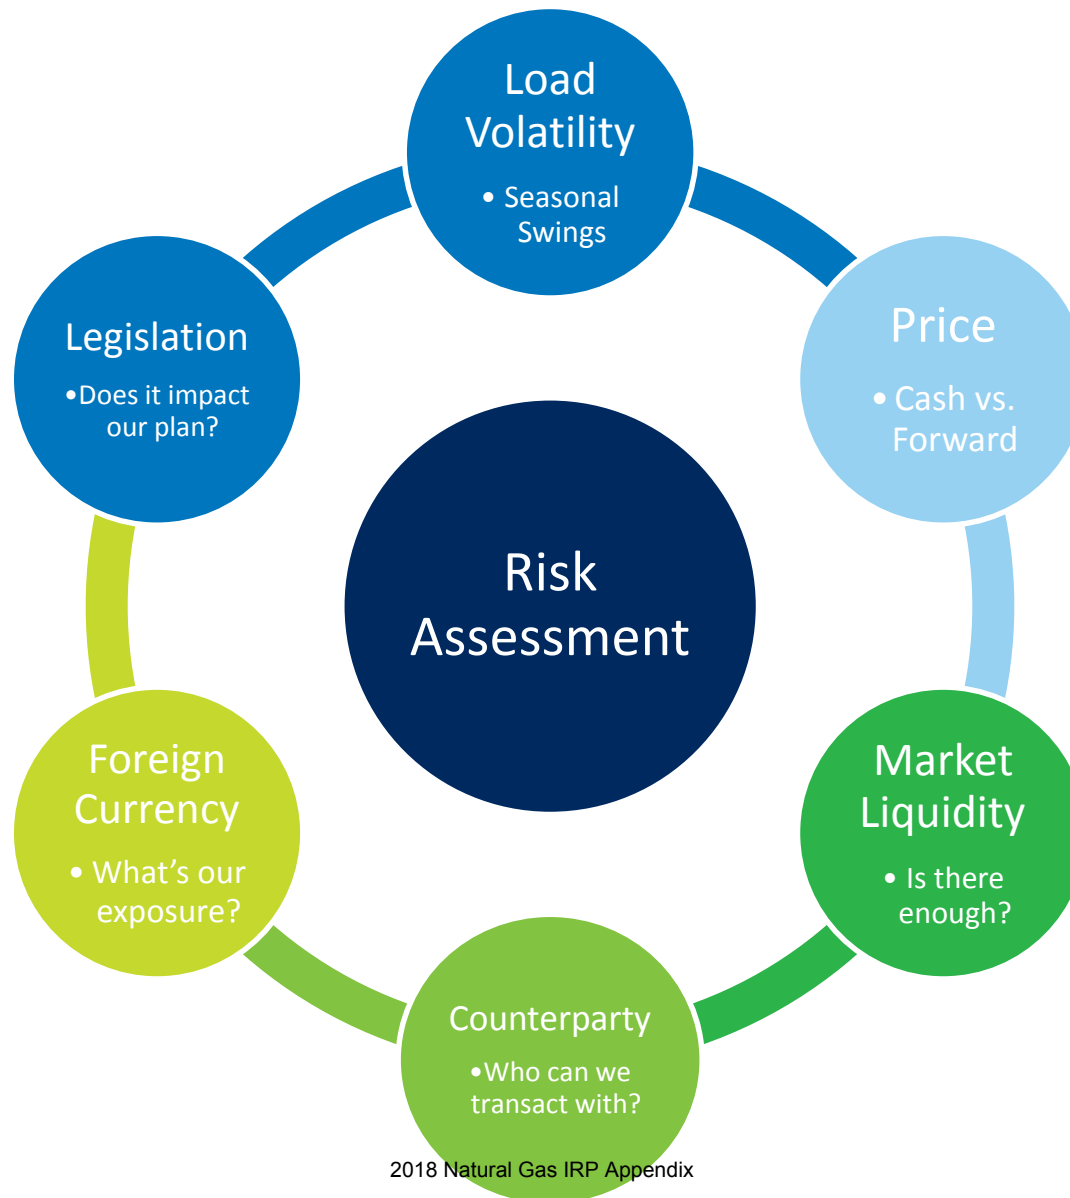 Load
Volatility
• Seasonal
Swings
Price
• Cash vs.
Forward
Market
Liquidity
• Is there
enough?
Counterparty
•Who can we
transact with?
Foreign
Currency
• What’s our
exposure?
Legislation
•Does it impact
our plan?
Risk
Assessment
2018 Natural Gas IRP Appendix